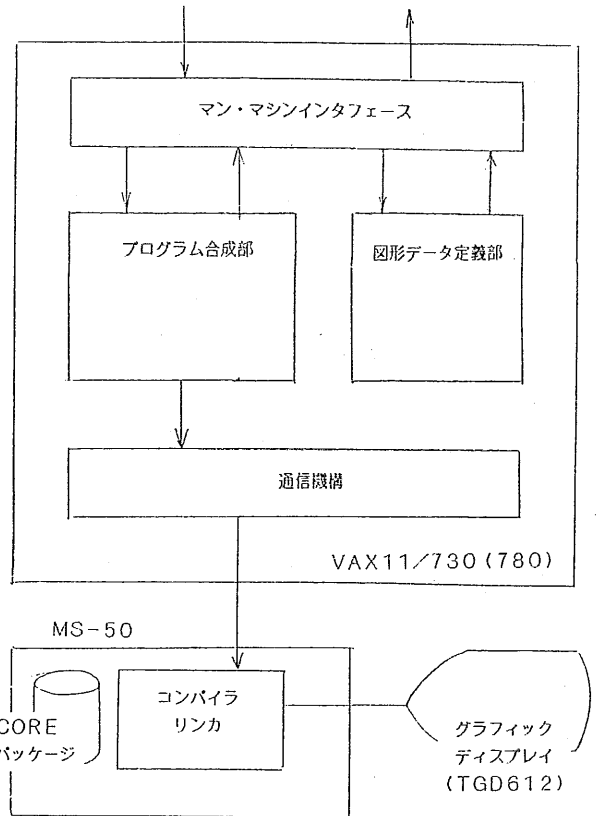 マン・マシンインタフェース
プログラム合成部
図形データ定義部
通信機構
VAX11/730(780)
MS-50
CORE
パッケージ
コンパイラ
リンカ
グラフィック
ディスプレイ
(TGD612)